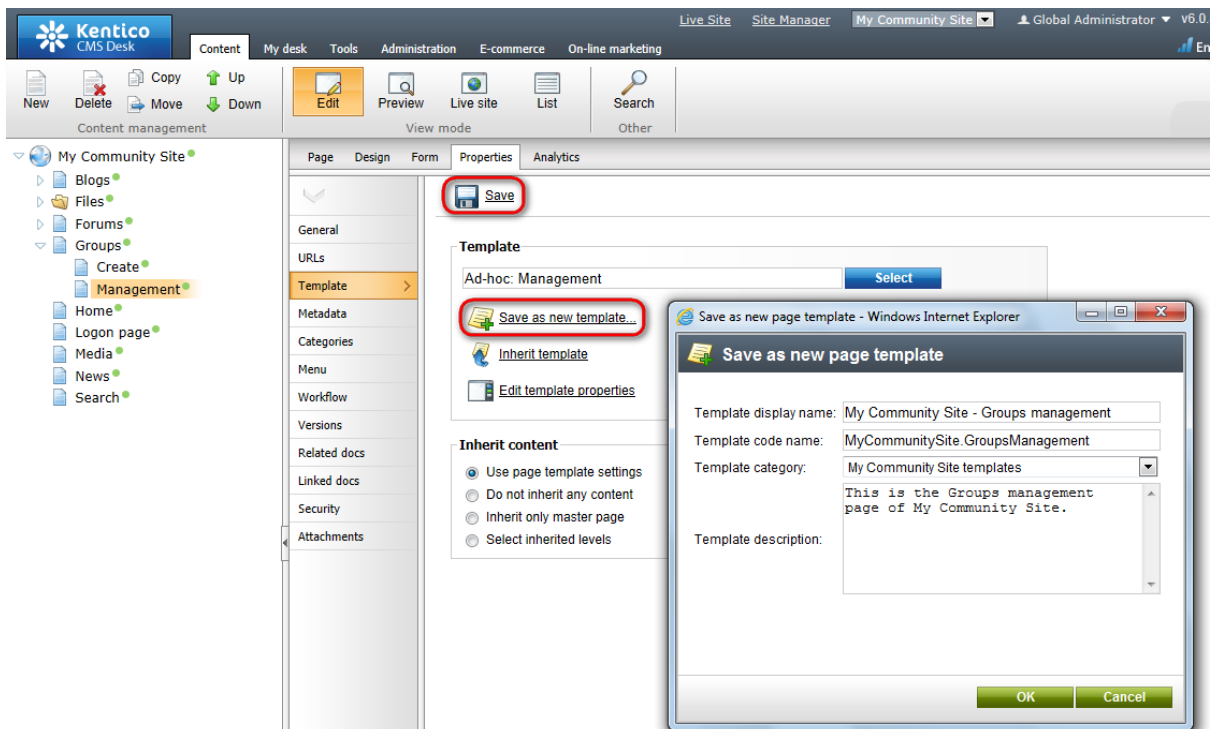 Kentico
CMS Desk
Live Site Site Manager My Community Site Global Administrator v6.0.
Content My desk Tools Administration E-commerce On-line marketing En
New Delete Copy Move Up Down
Content management
Edit Preview Live site List
View mode
Search
Other
My Community Site
Blogs
Files
Forums
Groups
Create
Management
Home
Logon page
Media
News
Search
Page Design Form Properties Analytics
General
URLs
Template
Metadata
Categories
Menu
Workflow
Versions
Related docs
Linked docs
Security
Attachments
Save
Template
Ad-hoc: Management Select
Save as new template...
Inherit template
Edit template properties
Inherit content
Use page template settings
Do not inherit any content
Inherit only master page
Select inherited levels
Save as new page template - Windows Internet Explorer
Save as new page template
Template display name: My Community Site - Groups management
Template code name: MyCommunitySite.GroupsManagement
Template category: My Community Site templates
Template description: This is the Groups management
page of My Community Site.
OK Cancel